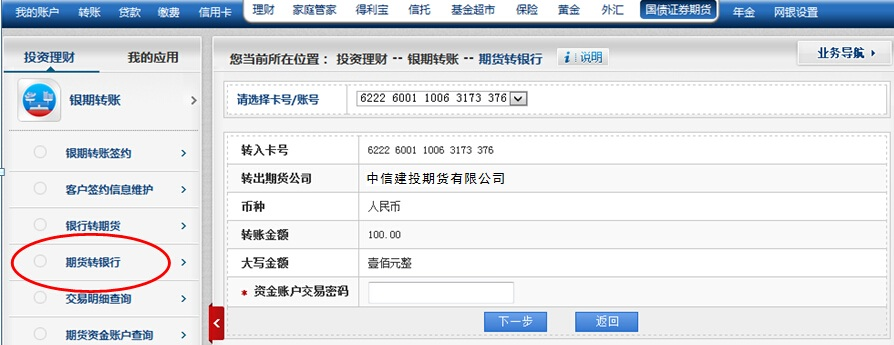 我的账户 转账 贷款 缴费 信用卡 理财 家庭管家 得利宝 信托 基金超市 保险 黄金 外汇 国债证券期货 年金 网银设置
投资理财 我的应用
您当前所在位置： 投资理财 -- 银期转账 -- 期货转银行 i 说明 业务导航
银期转账
请选择卡号/账号 6222 6001 1006 3173 376
银期转账签约
客户签约信息维护
银行转期货
期货转银行
交易明细查询
期货资金账户查询
转入卡号 6222 6001 1006 3173 376
转出期货公司 中信建投期货有限公司
币种 人民币
转账金额 100.00
大写金额 壹佰元整
* 资金账户交易密码
下一步 返回